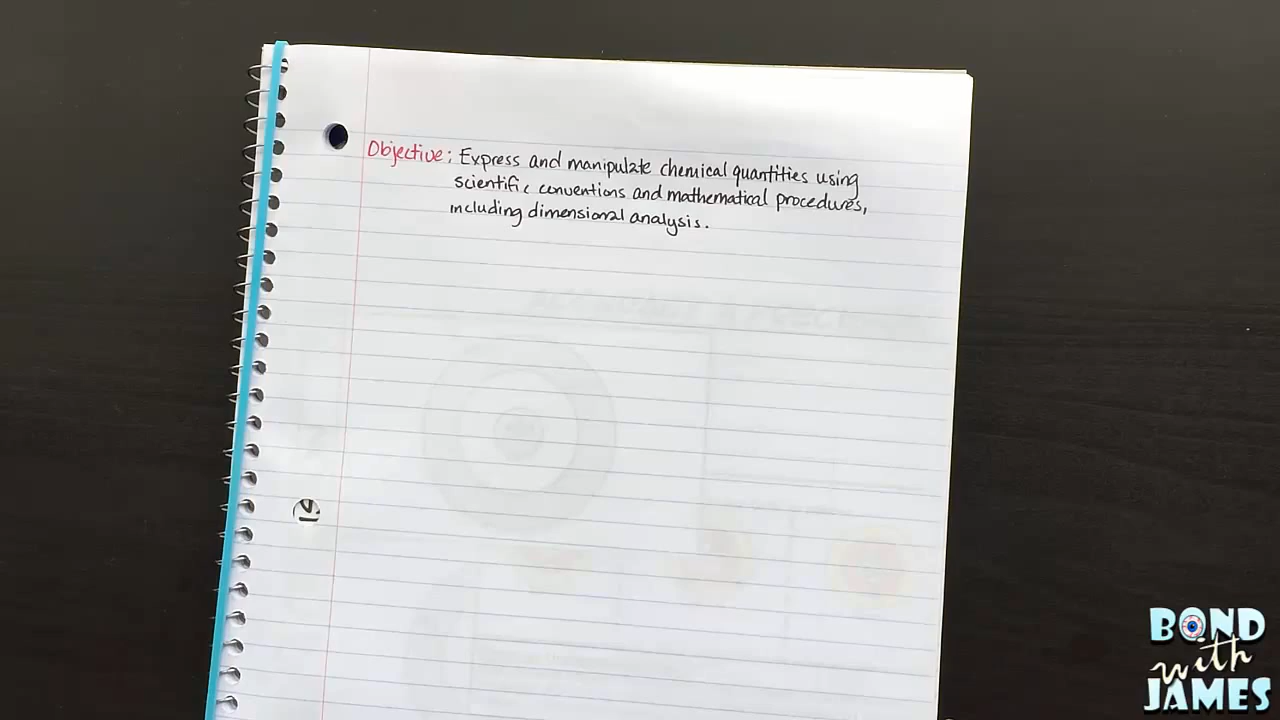 Objective: Express and manipulate chemical quantities using
scientific conventions and mathematical procedures,
including dimensional analysis.
BOND
with
JAMES